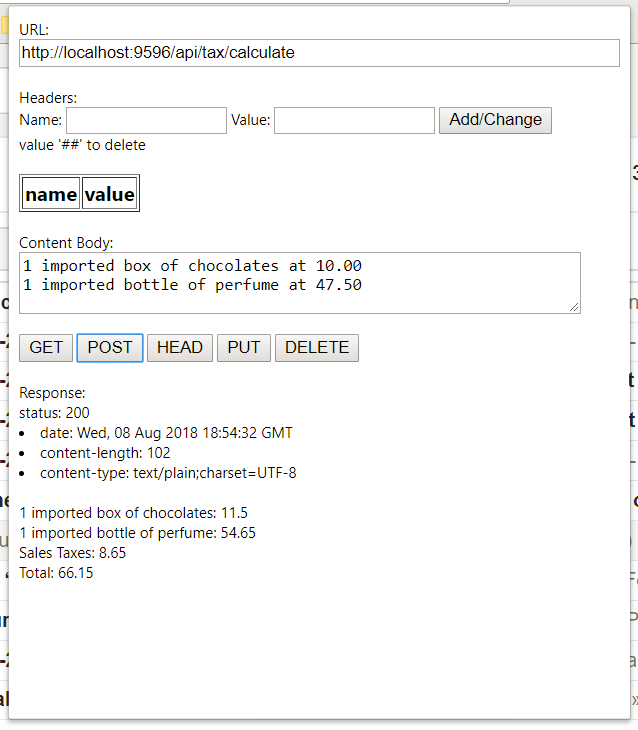 URL:
http://localhost:9596/api/tax/calculate
Headers:
Name: Value: Add/Change
value '##' to delete
name value
Content Body:
1 imported box of chocolates at 10.00
1 imported bottle of perfume at 47.50
GET POST HEAD PUT DELETE
Response:
status: 200
• date: Wed, 08 Aug 2018 18:54:32 GMT
• content-length: 102
• content-type: text/plain;charset=UTF-8
1 imported box of chocolates: 11.5
1 imported bottle of perfume: 54.65
Sales Taxes: 8.65
Total: 66.15